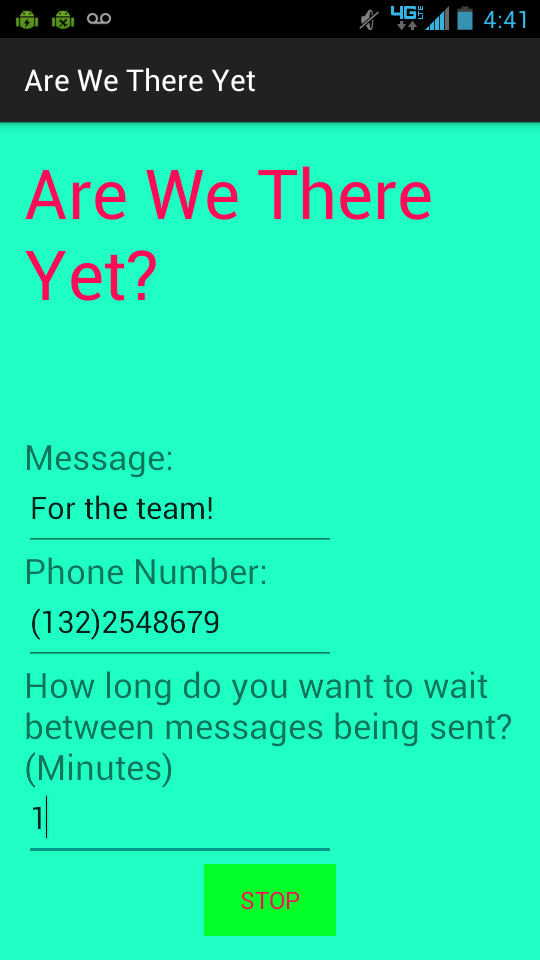 4G LTE 4:41
Are We There Yet
Are We There
Yet?
Message:
For the team!
Phone Number:
(132)2548679
How long do you want to wait
between messages being sent?
(Minutes)
1
STOP